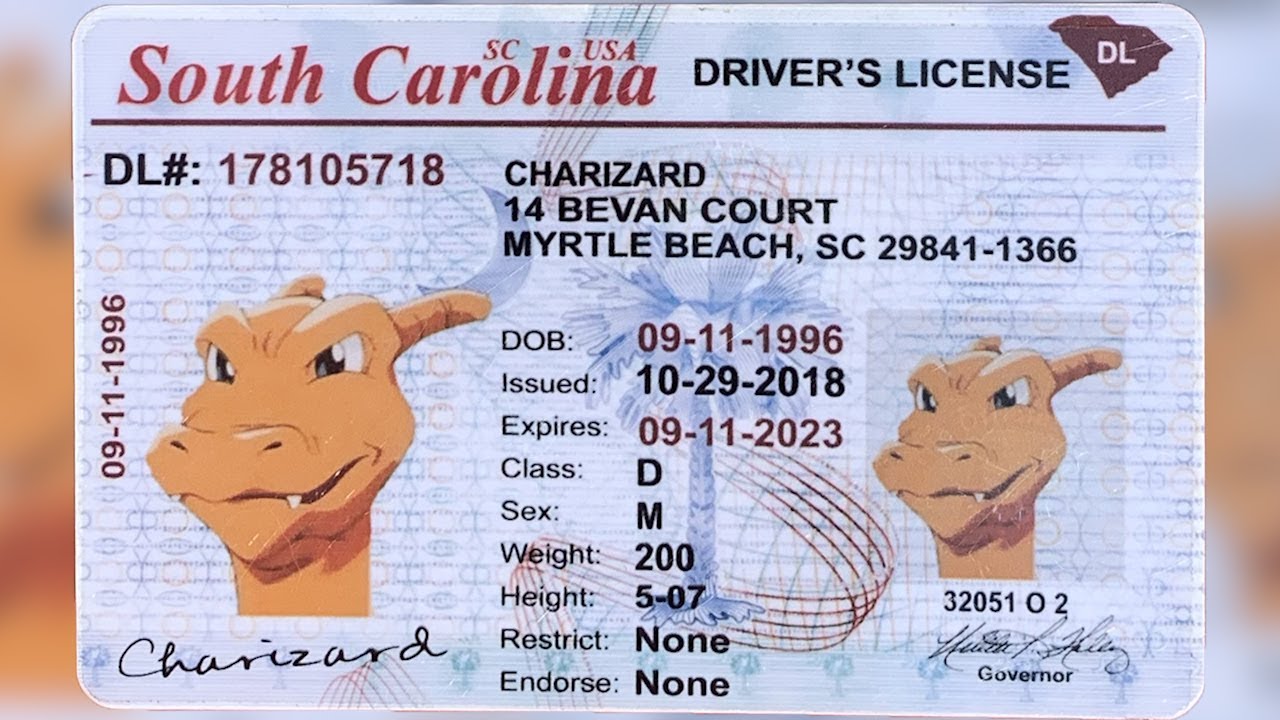 SC USA
South Carolina DRIVER'S LICENSE DL
DL#: 178105718
CHARIZARD
14 BEVAN COURT
MYRTLE BEACH, SC 29841-1366
09-11-1996
DOB: 09-11-1996
Issued: 10-29-2018
Expires: 09-11-2023
Class: D
Sex: M
Weight: 200
Height: 5-07
Restrict: None
Endorse: None
Charizard
32051 O 2
Governor